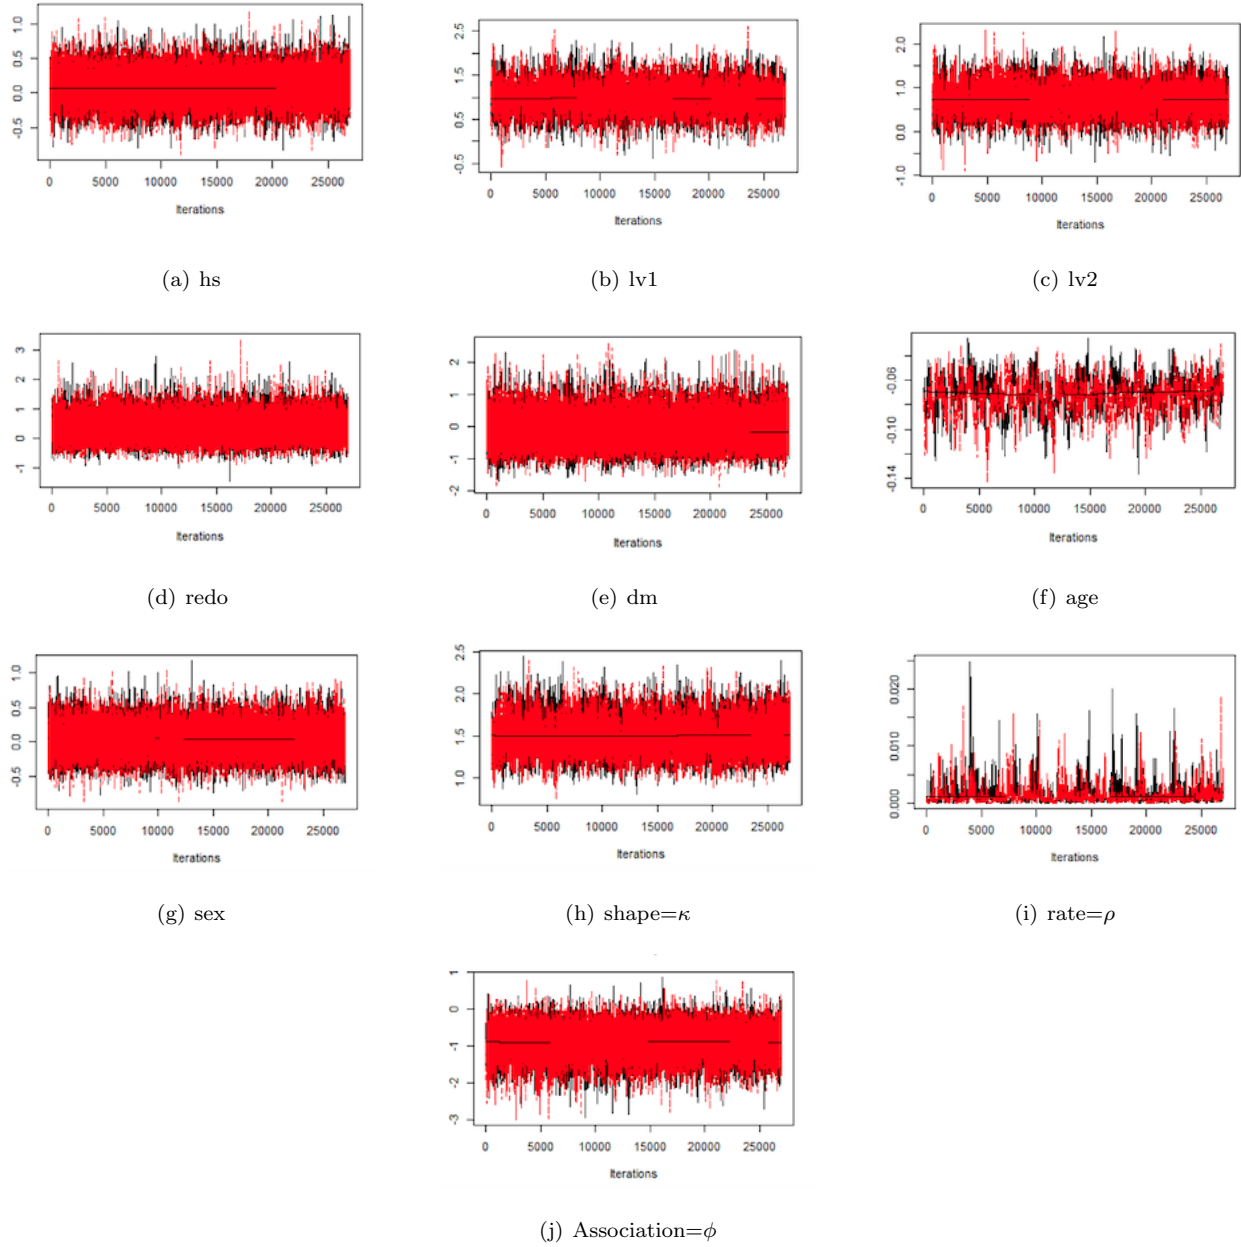 1.0
0.5
0.0
-0.5
0 5000 10000 15000 20000 25000
Iterations
(a) hs
2.5
1.5
0.5
-0.5
0 5000 10000 15000 20000 25000
Iterations
(b) lv1
2.0
1.0
0.0
-1.0
0 5000 10000 15000 20000 25000
Iterations
(c) lv2
3
2
1
0
-1
0 5000 10000 15000 20000 25000
Iterations
(d) redo
2
1
0
-1
-2
0 5000 10000 15000 20000 25000
Iterations
(e) dm
-0.06
-0.10
-0.14
0 5000 10000 15000 20000 25000
Iterations
(f) age
1.0
0.5
0.0
-0.5
0 5000 10000 15000 20000 25000
Iterations
(g) sex
2.5
2.0
1.5
1.0
0 5000 10000 15000 20000 25000
Iterations
(h) shape=κ
0.020
0.010
0.000
0 5000 10000 15000 20000 25000
Iterations
(i) rate=ρ
1
0
-1
-2
-3
0 5000 10000 15000 20000 25000
Iterations
(j) Association=ϕ